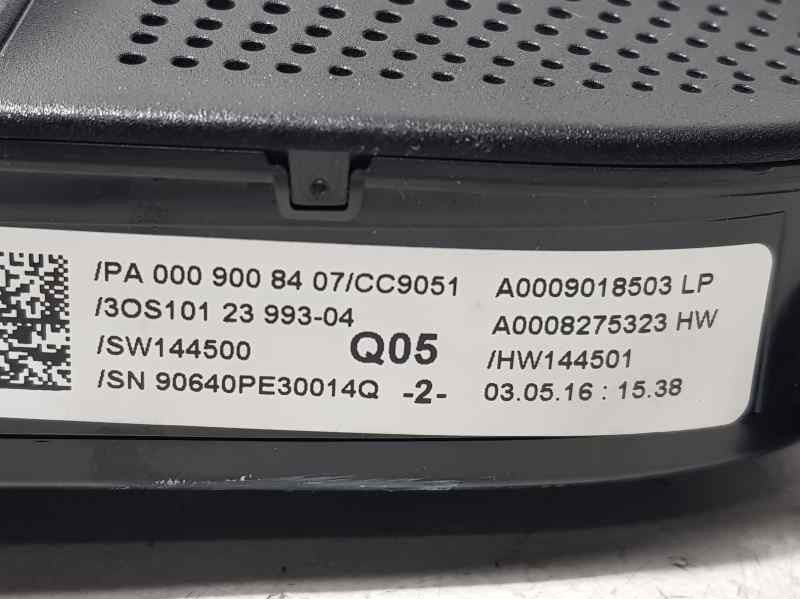 /PA 000 900 84 07/CC9051 A0009018503 LP
/3OS101 23 993-04 A0008275323 HW
/SW144500 Q05 /HW144501
/SN 90640PE30014Q -2- 03.05.16 : 15.38